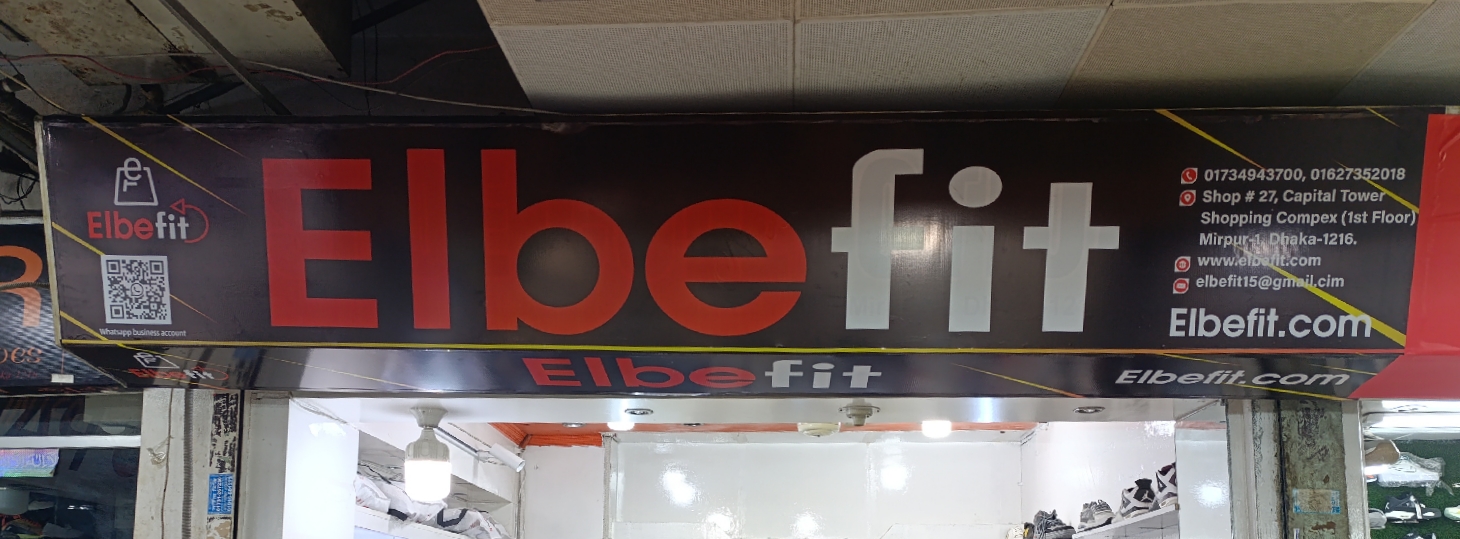 Elbefit
Whatsapp business account
Elbefit
01734943700, 01627352018
Shop # 27, Capital Tower
Shopping Compex (1st Floor)
Mirpur-1, Dhaka-1216.
www.elbefit.com
elbefit15@gmail.cim
Elbefit.com
Elbefit
Elbefit
Elbefit.com